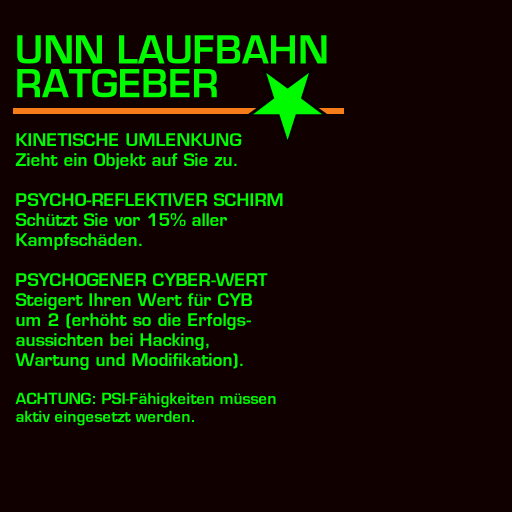 UNN LAUFBAHN
RATGEBER
KINETISCHE UMLENKUNG
Zieht ein Objekt auf Sie zu.
PSYCHO-REFLEKTIVER SCHIRM
Schützt Sie vor 15% aller
Kampfschäden.
PSYCHOGENER CYBER-WERT
Steigert Ihren Wert für CYB
um 2 (erhöht so die Erfolgs-
aussichten bei Hacking,
Wartung und Modifikation).
ACHTUNG: PSI-Fähigkeiten müssen
aktiv eingesetzt werden.